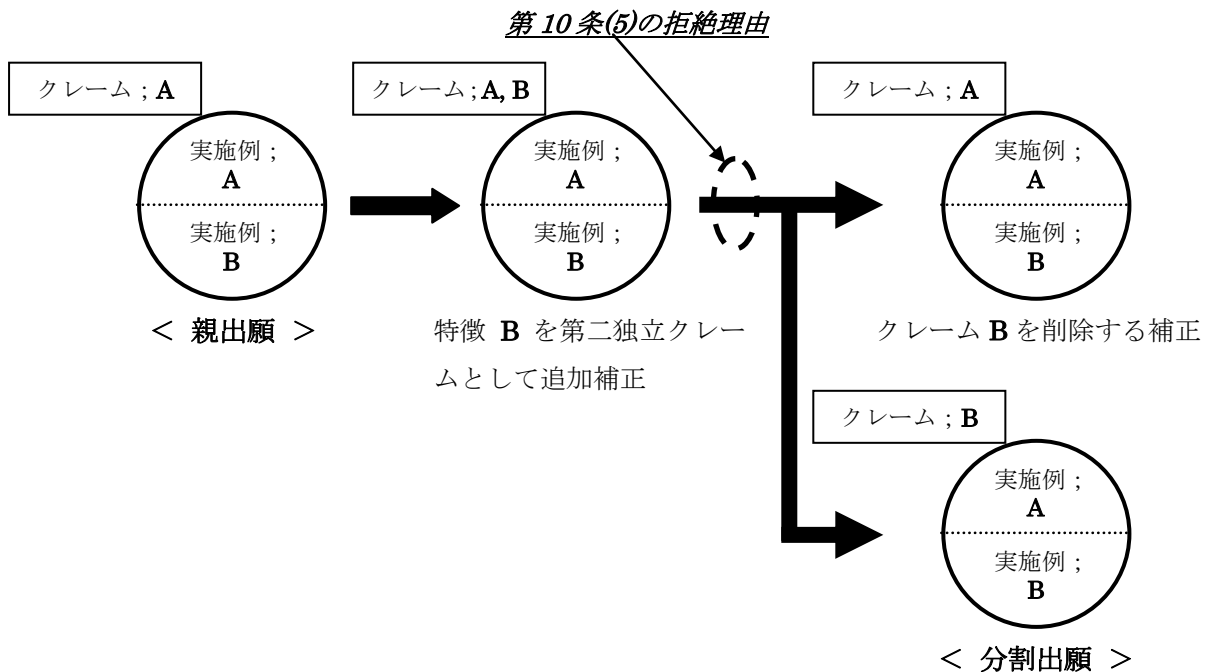 第10条(5)の拒絶理由
クレーム；A
実施例；
A
実施例；
B
＜ 親出願 ＞
クレーム；A, B
実施例；
A
実施例；
B
特徴 B を第二独立クレー
ムとして追加補正
クレーム；A
実施例；
A
実施例；
B
クレーム B を削除する補正
クレーム；B
実施例；
A
実施例；
B
＜ 分割出願 ＞